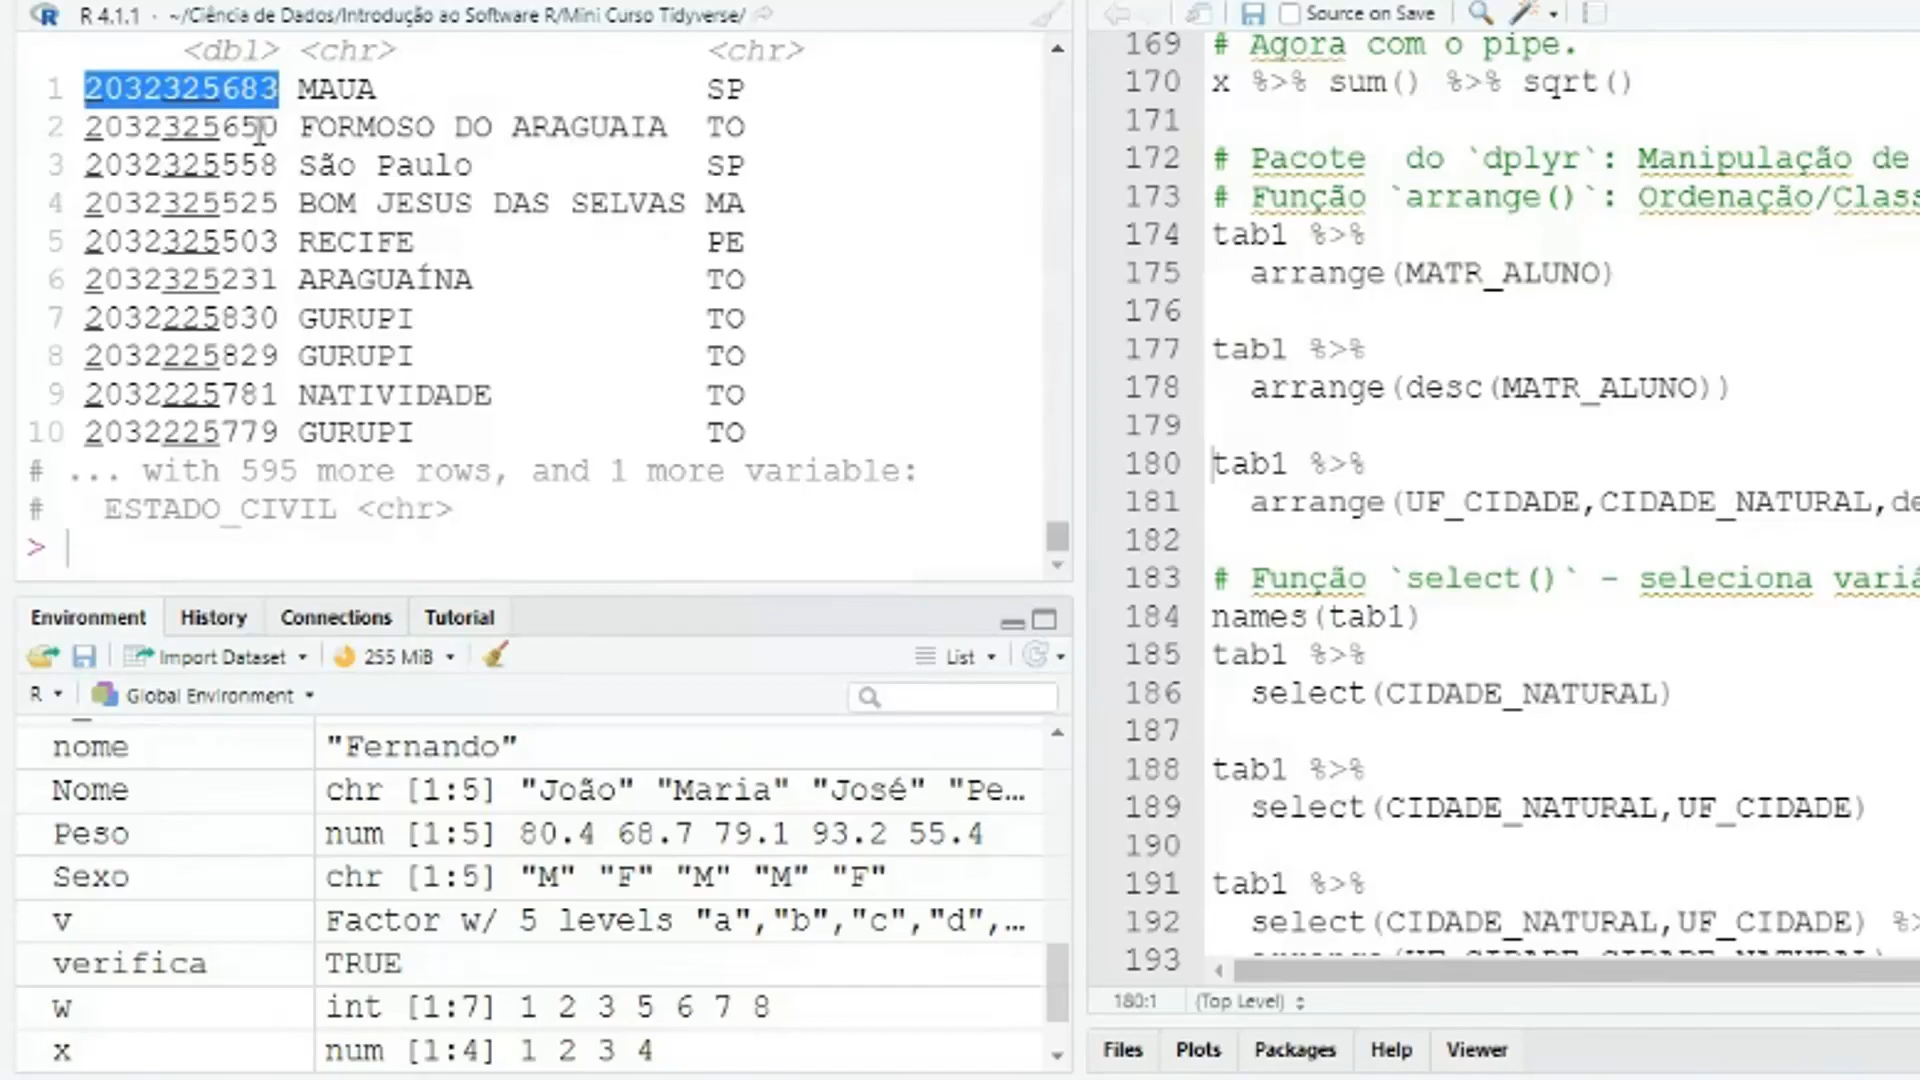 R 4.1.1 · ~/Ciência de Dados/Introdução ao Software R/Mini Curso Tidyverse/
<dbl> <chr> <chr>
1 2032325683 MAUA SP
2 2032325650 FORMOSO DO ARAGUAIA TO
3 2032325558 São Paulo SP
4 2032325525 BOM JESUS DAS SELVAS MA
5 2032325503 RECIFE PE
6 2032325231 ARAGUAÍNA TO
7 2032225830 GURUPI TO
8 2032225829 GURUPI TO
9 2032225781 NATIVIDADE TO
10 2032225779 GURUPI TO
# ... with 595 more rows, and 1 more variable:
# ESTADO_CIVIL <chr>
>
Environment History Connections Tutorial
Import Dataset 255 MiB List
R Global Environment
nome "Fernando"
Nome chr [1:5] "João" "Maria" "José" "Pe...
Peso num [1:5] 80.4 68.7 79.1 93.2 55.4
Sexo chr [1:5] "M" "F" "M" "M" "F"
v Factor w/ 5 levels "a","b","c","d",...
verifica TRUE
w int [1:7] 1 2 3 5 6 7 8
x num [1:4] 1 2 3 4
Source on Save
169 # Agora com o pipe.
170 x %>% sum() %>% sqrt()
171
172 # Pacote do `dplyr`: Manipulação de
173 # Função `arrange()`: Ordenação/Class
174 tab1 %>%
175 arrange(MATR_ALUNO)
176
177 tab1 %>%
178 arrange(desc(MATR_ALUNO))
179
180 tab1 %>%
181 arrange(UF_CIDADE,CIDADE_NATURAL,de
182
183 # Função `select()` - seleciona variá
184 names(tab1)
185 tab1 %>%
186 select(CIDADE_NATURAL)
187
188 tab1 %>%
189 select(CIDADE_NATURAL,UF_CIDADE)
190
191 tab1 %>%
192 select(CIDADE_NATURAL,UF_CIDADE) %>
193
180:1 (Top Level)
Files Plots Packages Help Viewer